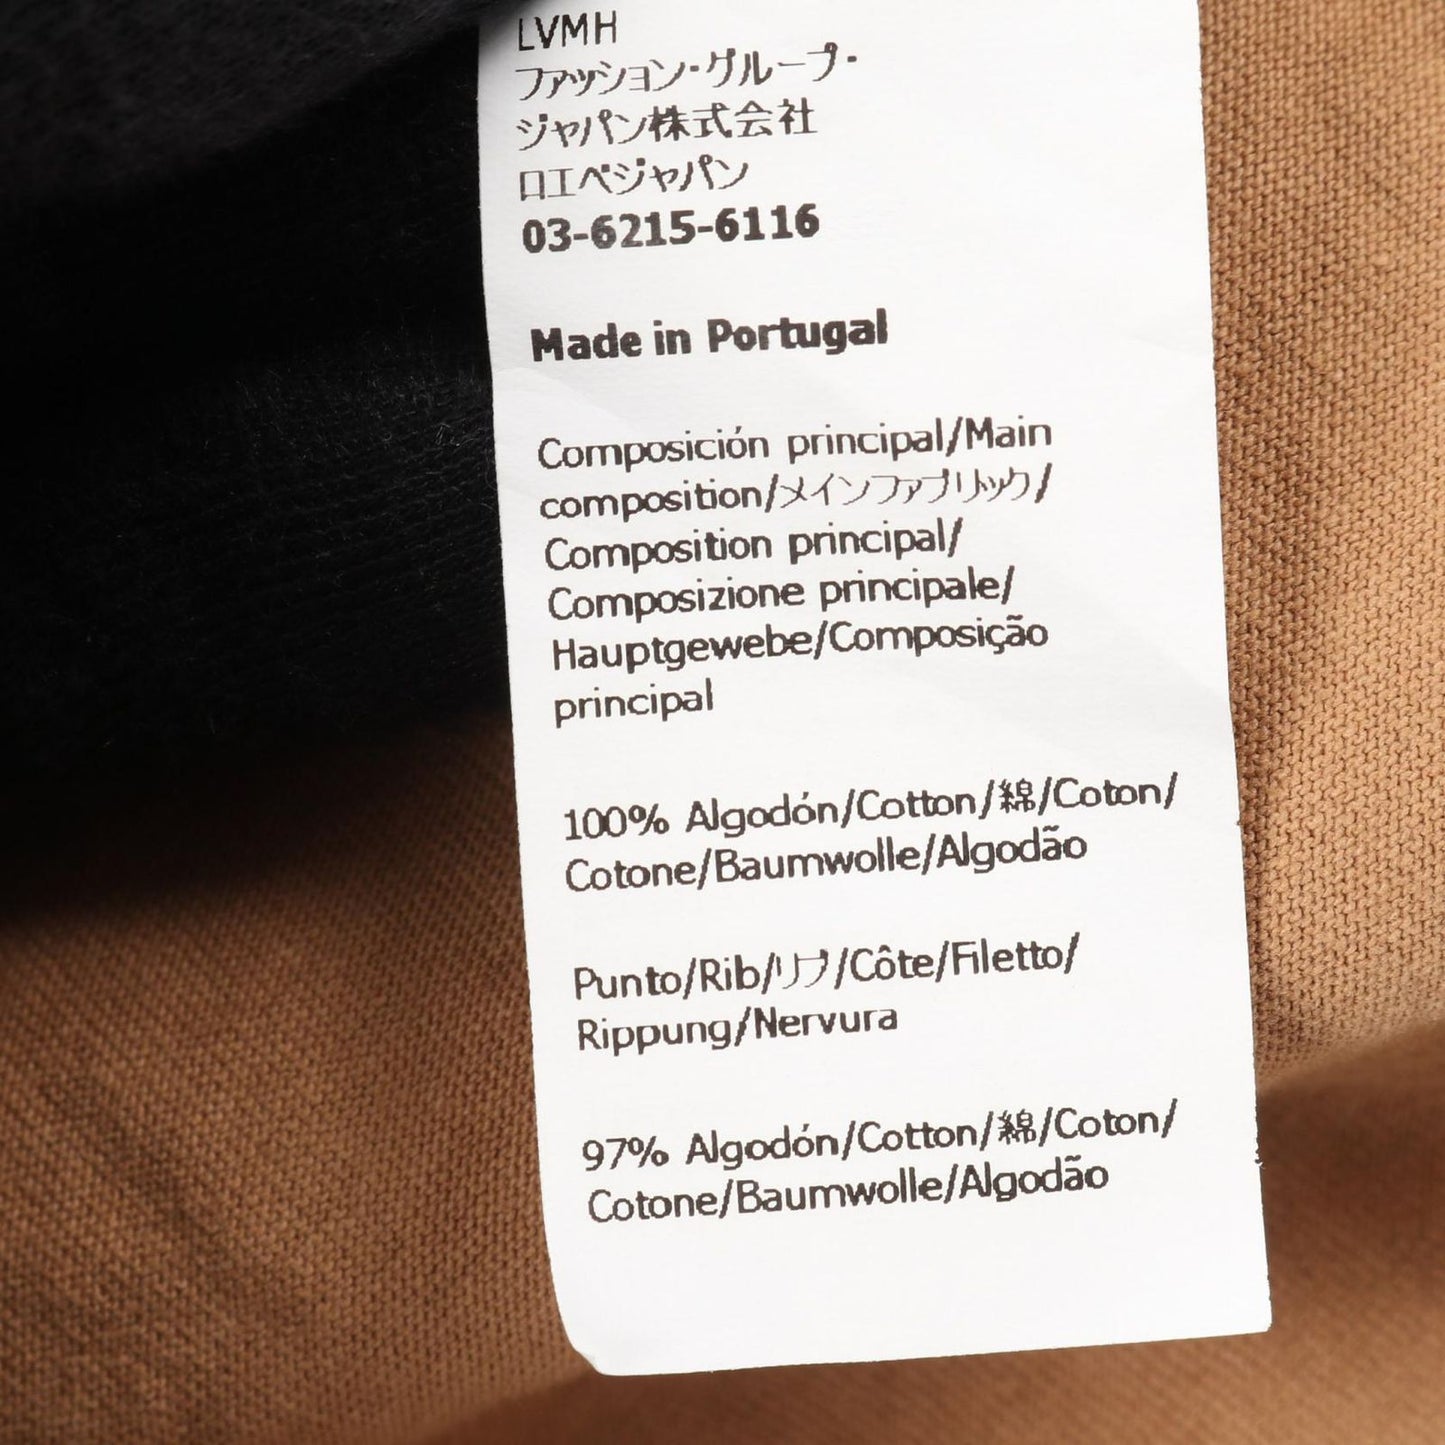 LVMH
ファッション・グループ・
ジャパン株式会社
ロエベジャパン
03-6215-6116
Made in Portugal
Composición principal/Main
composition/メインファブリック/
Composition principal/
Composizione principale/
Hauptgewebe/Composição
principal
100% Algodón/Cotton/綿/Coton/
Cotone/Baumwolle/Algodão
Punto/Rib/リブ/Côte/Filetto/
Rippung/Nervura
97% Algodón/Cotton/綿/Coton/
Cotone/Baumwolle/Algodão